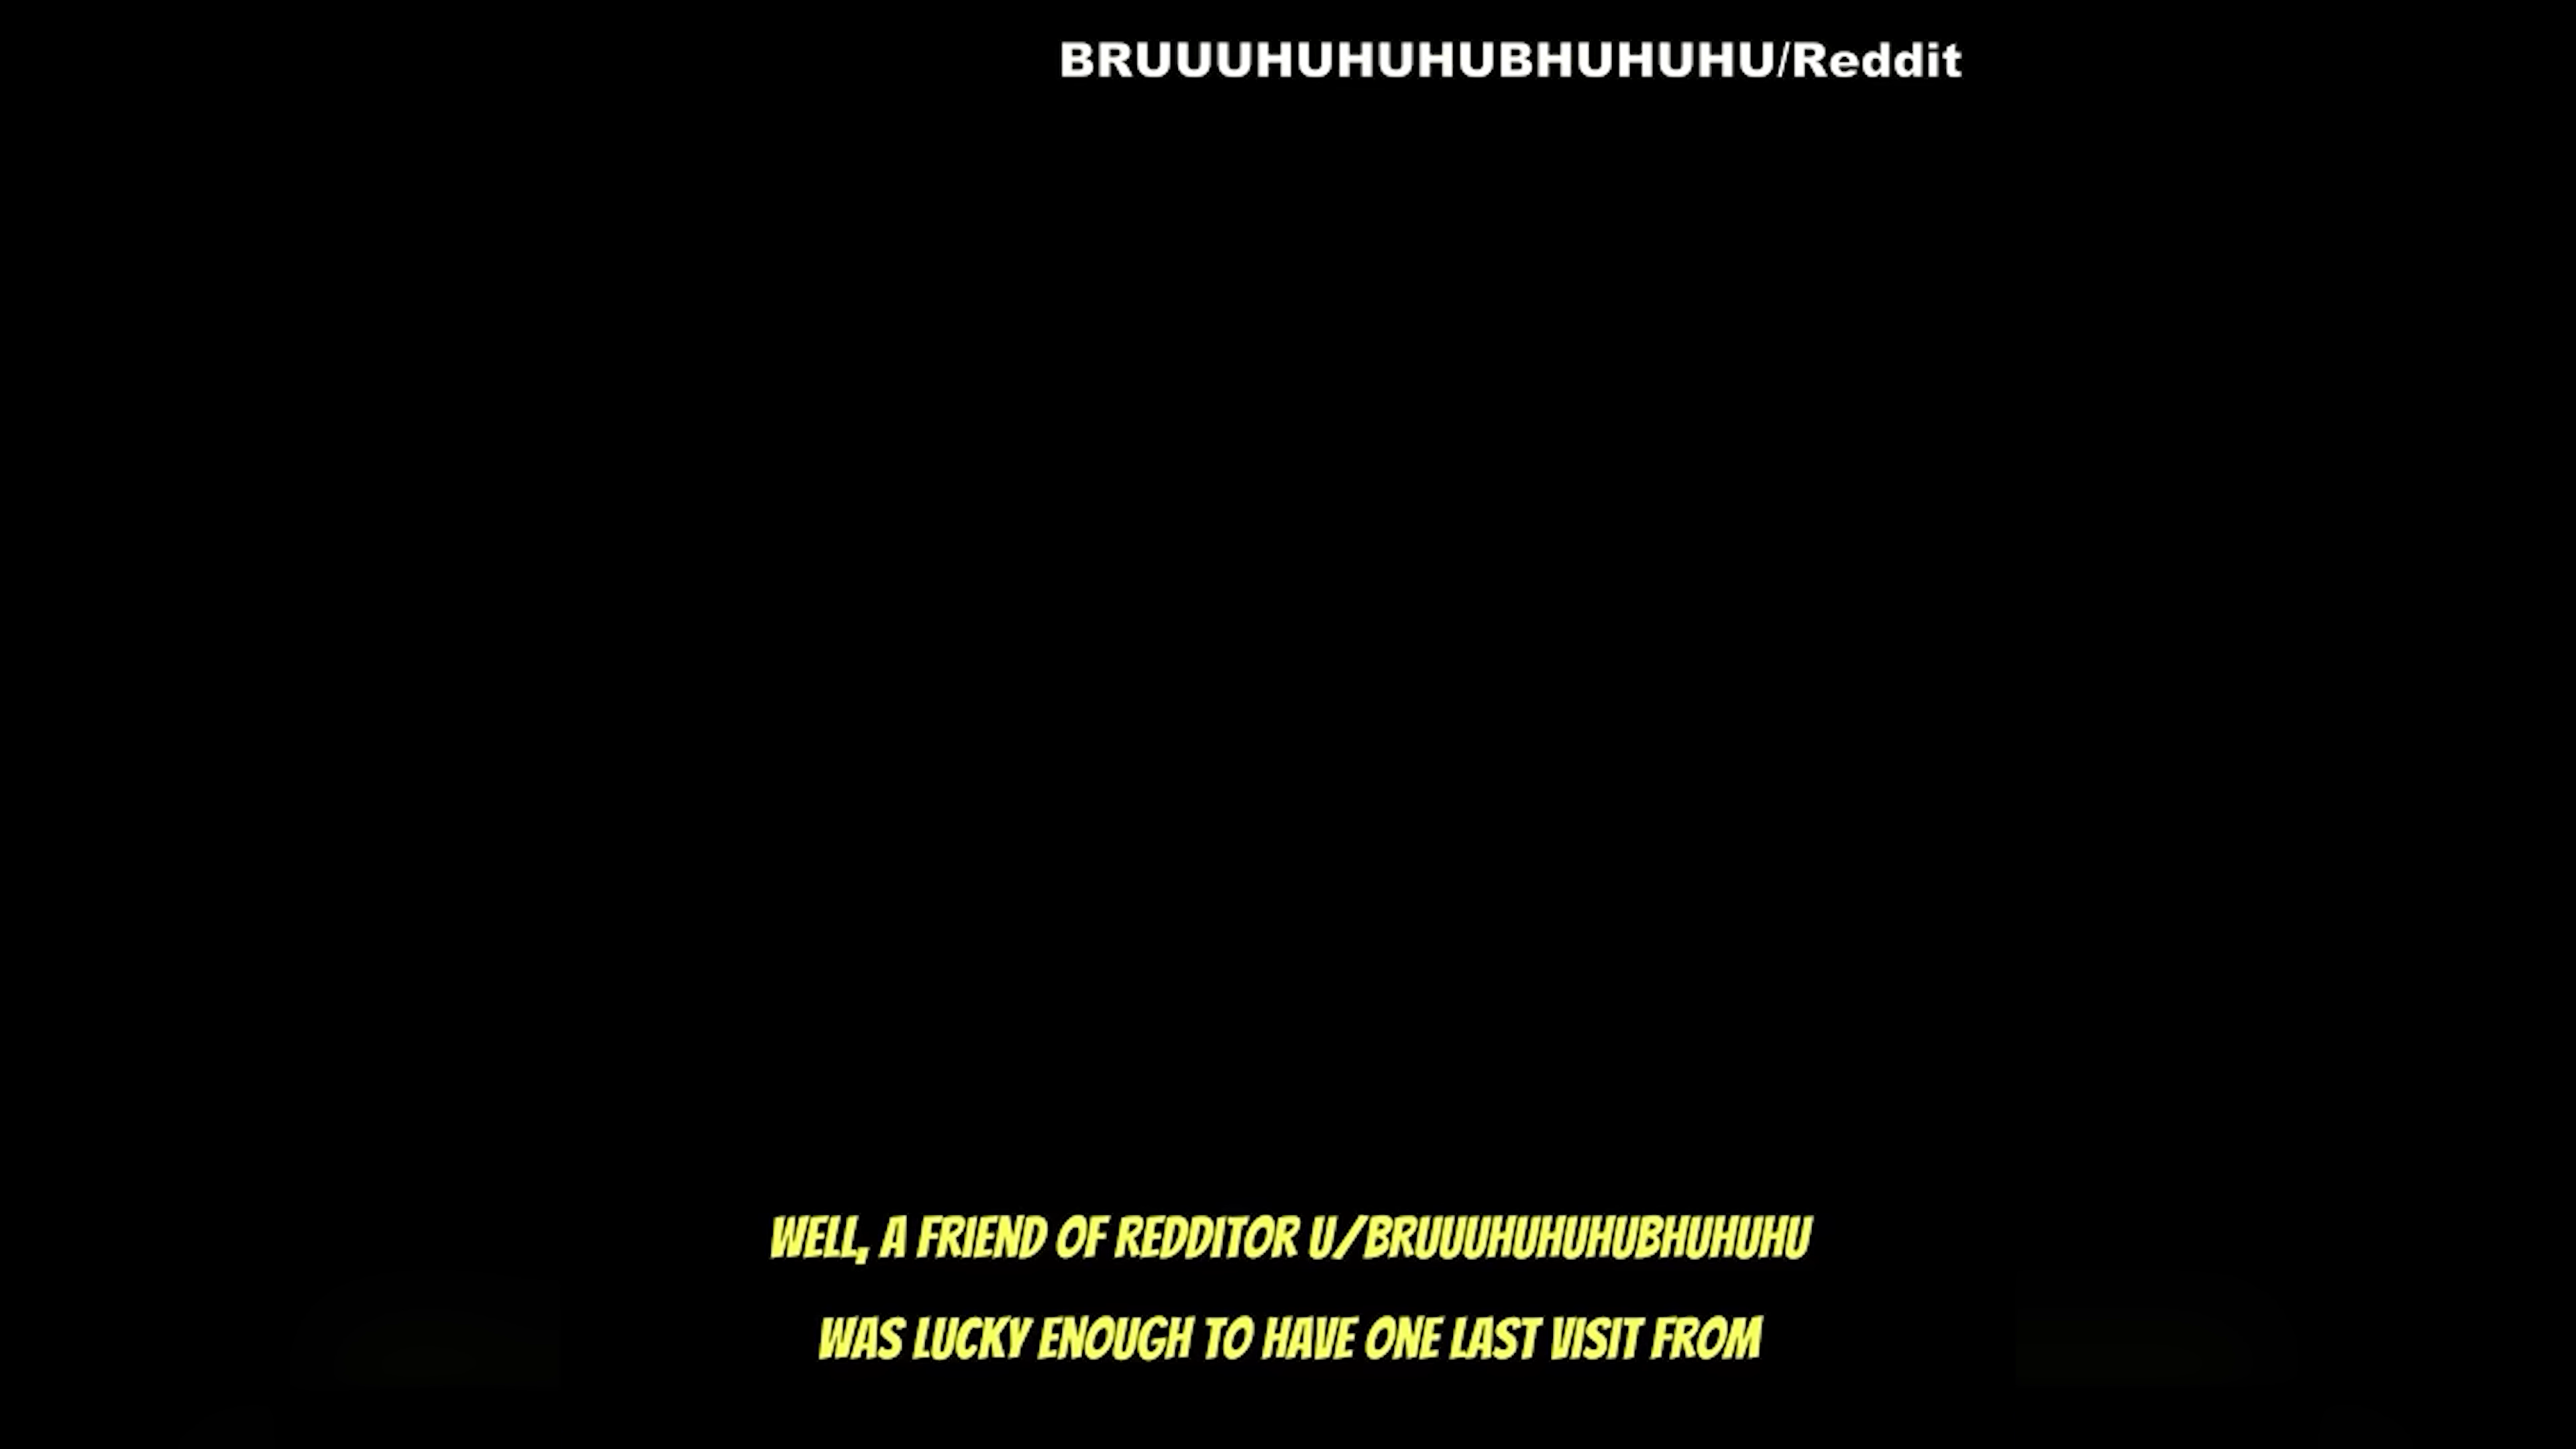 BRUUUHUHUHUBHUHUHU/Reddit
WELL, A FRIEND OF REDDITOR U/BRUUUHUHUHUBHUHUHU
WAS LUCKY ENOUGH TO HAVE ONE LAST VISIT FROM